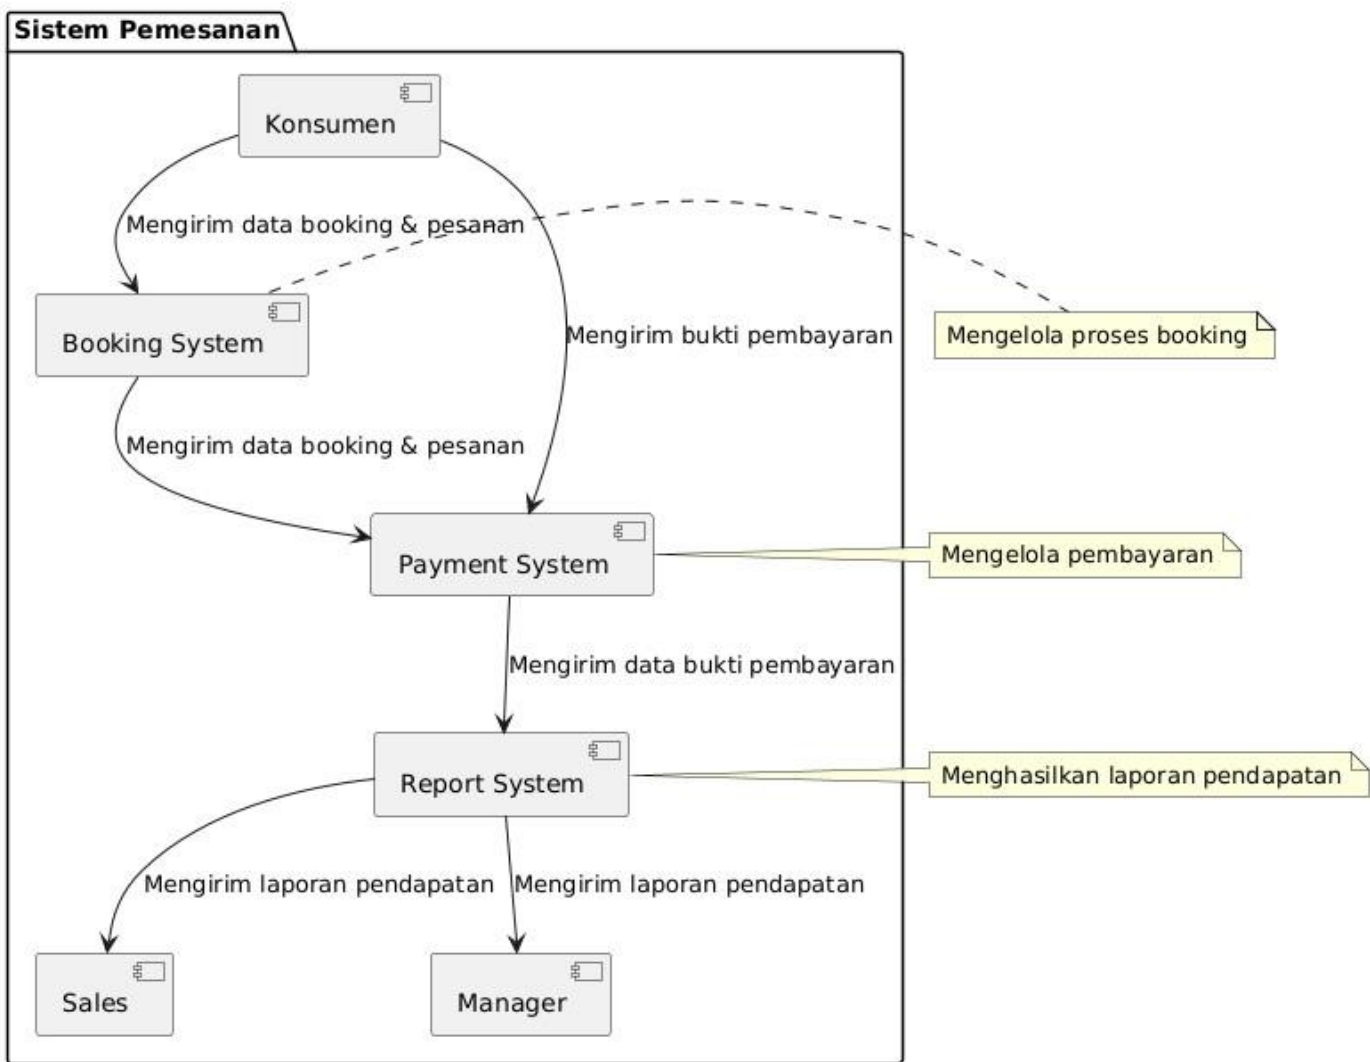 Sistem Pemesanan
Konsumen
Mengirim data booking & pesanan
Booking System
Mengirim bukti pembayaran
Mengelola proses booking
Mengirim data booking & pesanan
Payment System
Mengelola pembayaran
Mengirim data bukti pembayaran
Report System
Menghasilkan laporan pendapatan
Mengirim laporan pendapatan
Mengirim laporan pendapatan
Sales
Manager